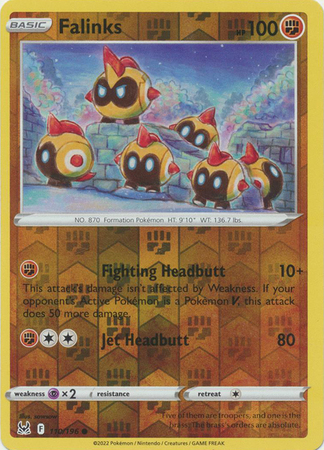 BASIC Falinks HP 100
NO. 870 Formation Pokémon HT: 9'10" WT: 136.7 lbs.
Fighting Headbutt 10+
This attack's damage isn't affected by Weakness. If your
opponent's Active Pokémon is a Pokémon V, this attack
does 50 more damage.
Jet Headbutt 80
weakness ×2 resistance retreat
Illus.
F 110/196
Five of them are troopers, and one is the
brass. The brass's orders are absolute.
©2022 Pokémon / Nintendo / Creatures / GAME FREAK